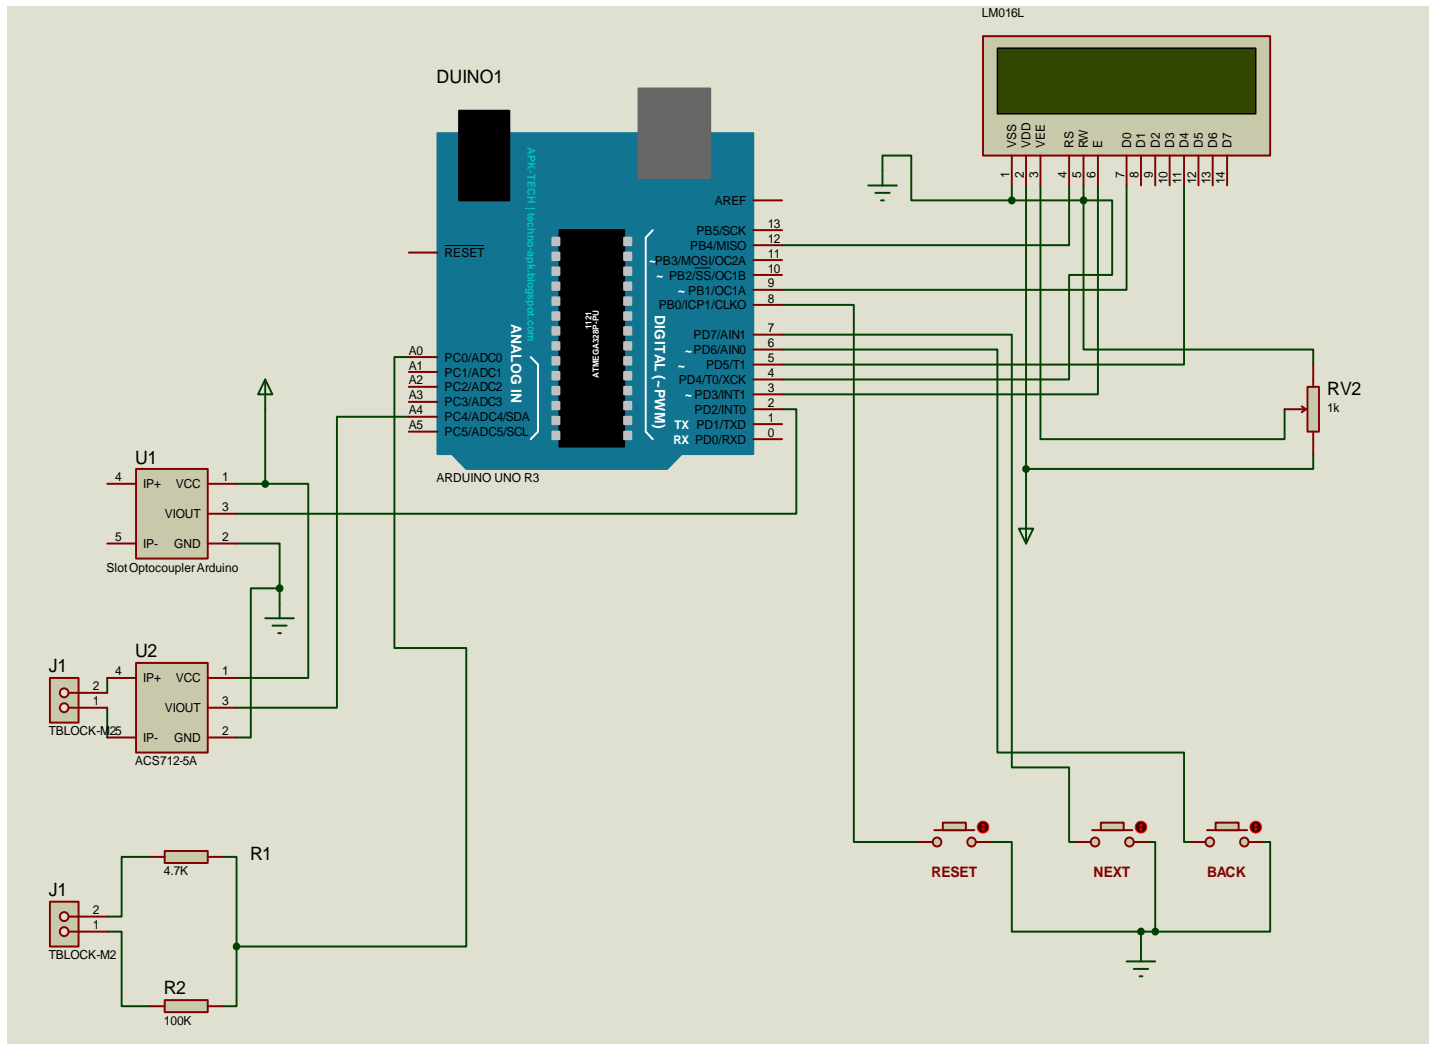 LM016L
VSS
VDD
VEE
RS
RW
E
D0
D1
D2
D3
D4
D5
D6
D7
1
2
3
4
5
6
7
8
9
10
11
12
13
14
DUINO1
APK-TECH | techno-apk.blogspot.com
RESET
AREF
PB5/SCK 13
PB4/MISO 12
~PB3/MOSI/OC2A 11
~ PB2/SS/OC1B 10
~ PB1/OC1A 9
PB0/ICP1/CLKO 8
PD7/AIN1 7
~ PD6/AIN0 6
~ PD5/T1 5
PD4/T0/XCK 4
~ PD3/INT1 3
PD2/INT0 2
TX PD1/TXD 1
RX PD0/RXD 0
DIGITAL (~PWM)
1121
ATMEGA328P-PU
ANALOG IN
A0 PC0/ADC0
A1 PC1/ADC1
A2 PC2/ADC2
A3 PC3/ADC3
A4 PC4/ADC4/SDA
A5 PC5/ADC5/SCL
ARDUINO UNO R3
RV2
1k
U1
4 IP+ VCC 1
VIOUT 3
5 IP- GND 2
Slot Optocoupler Arduino
U2
J1
4 IP+ VCC 1
2
1
VIOUT 3
TBLOCK-M2
5 IP- GND 2
ACS712-5A
R1
4.7K
J1
2
1
TBLOCK-M2
R2
100K
RESET
NEXT
BACK